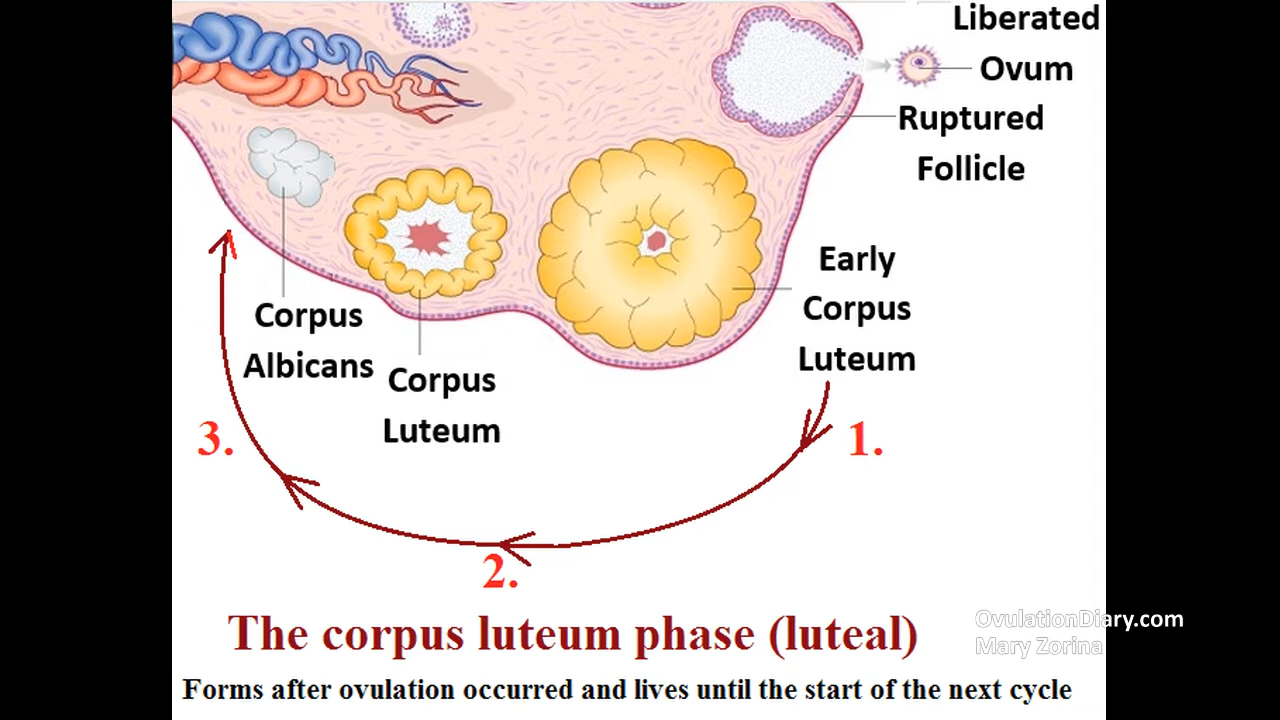 Liberated
Ovum
Ruptured
Follicle
Early
Corpus
Luteum
Corpus
Albicans
Corpus
Luteum
3.
1.
2.
The corpus luteum phase (luteal)
OvulationDiary.com
Mary Zorina
Forms after ovulation occurred and lives until the start of the next cycle